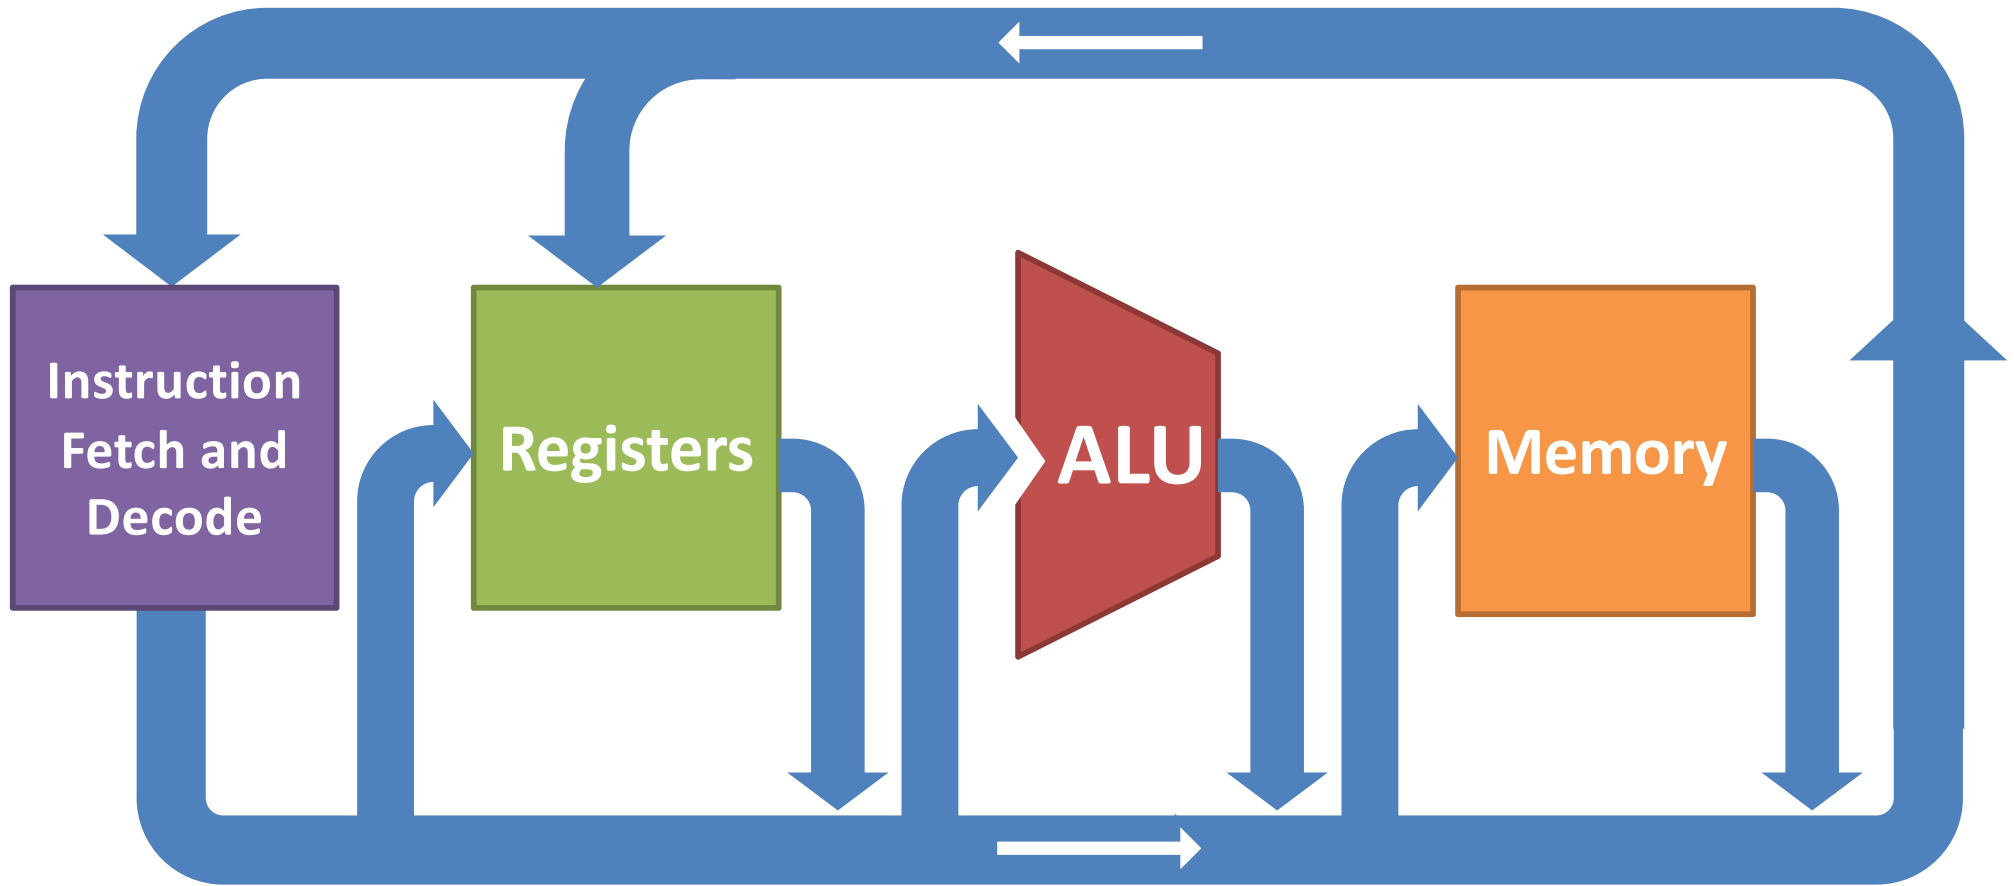 Instruction
Fetch and
Decode
Registers
ALU
Memory